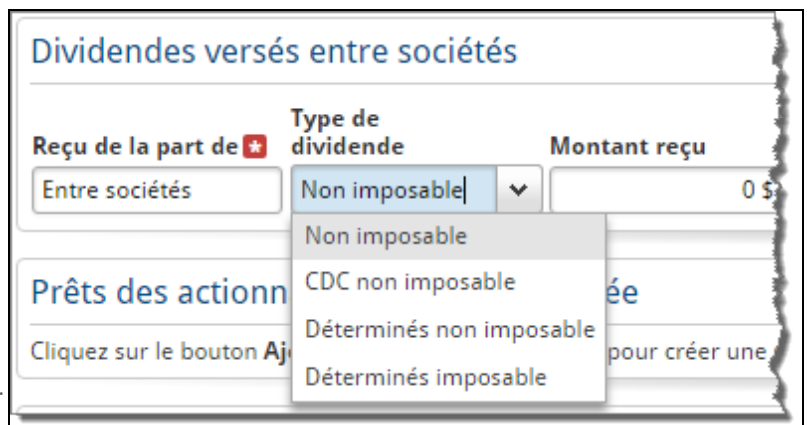 Dividendes versés entre sociétés
Type de
Reçu de la part de * dividende Montant reçu
Entre sociétés Non imposable 0 $
Non imposable
Prêts des actionn ée
CDC non imposable
Déterminés non imposable
Cliquez sur le bouton Aj pour créer une
Déterminés imposable